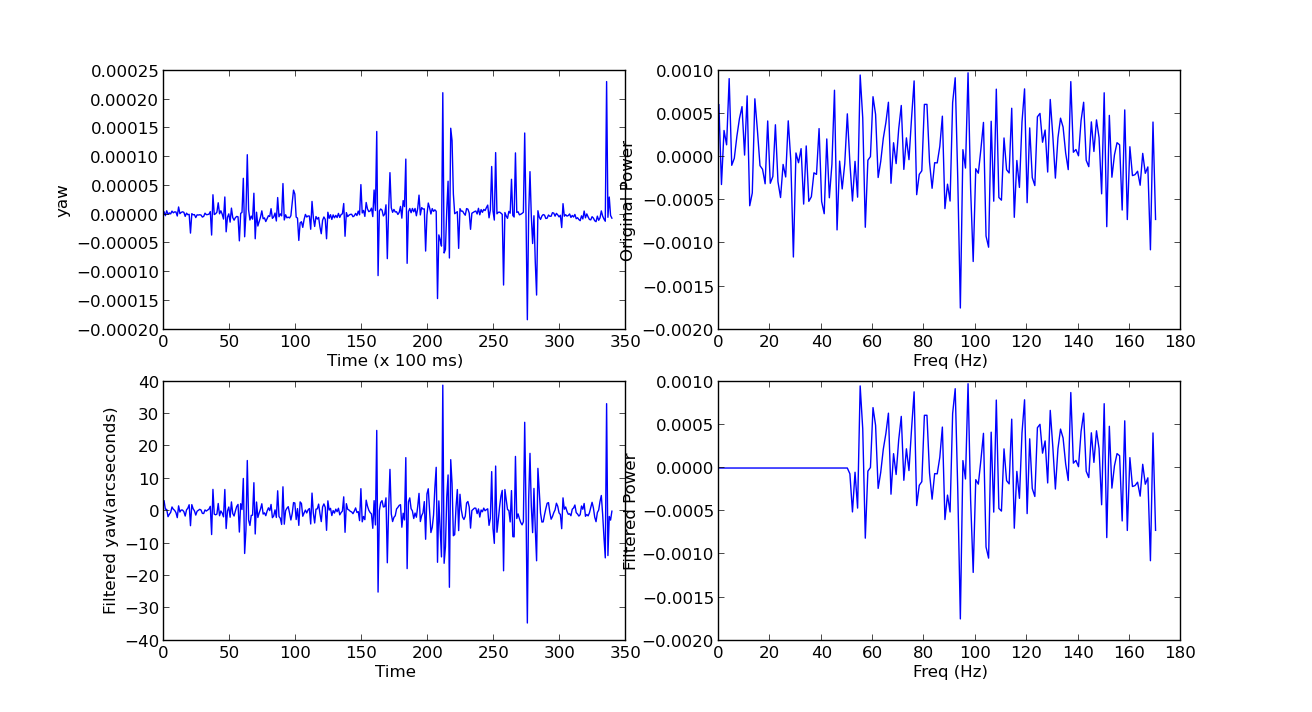 yaw
0.00025
0.00020
0.00015
0.00010
0.00005
0.00000
−0.00005
−0.00010
−0.00015
−0.00020
0 50 100 150 200 250 300 350
Time (x 100 ms)
Original Power
0.0010
0.0005
0.0000
−0.0005
−0.0010
−0.0015
−0.0020
0 20 40 60 80 100 120 140 160 180
Freq (Hz)
Filtered yaw(arcseconds)
40
30
20
10
0
−10
−20
−30
−40
0 50 100 150 200 250 300 350
Time
Filtered Power
0.0010
0.0005
0.0000
−0.0005
−0.0010
−0.0015
−0.0020
0 20 40 60 80 100 120 140 160 180
Freq (Hz)